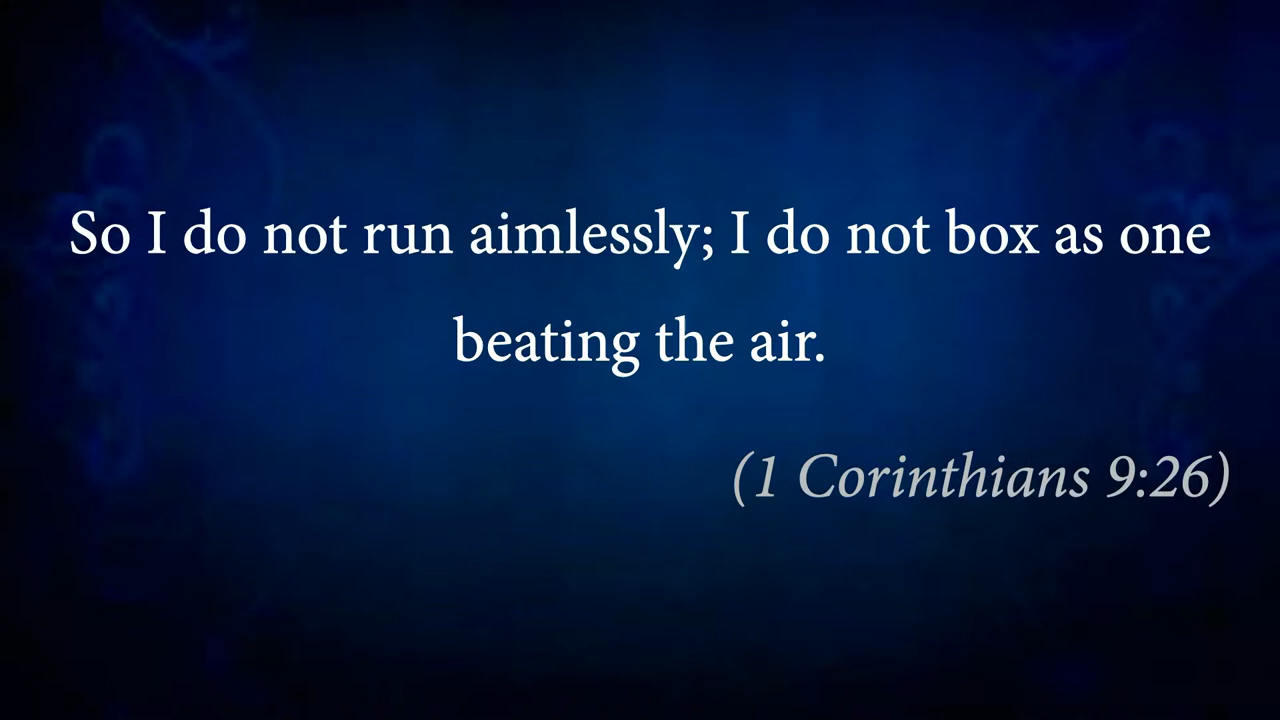 So I do not run aimlessly; I do not box as one
beating the air.
(1 Corinthians 9:26)